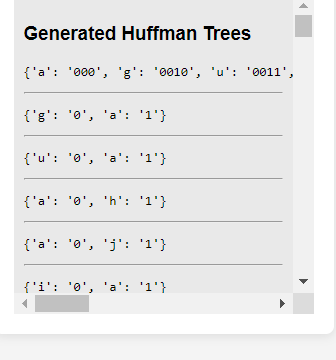 Generated Huffman Trees
{'a': '000', 'g': '0010', 'u': '0011',
{'g': '0', 'a': '1'}
{'u': '0', 'a': '1'}
{'a': '0', 'h': '1'}
{'a': '0', 'j': '1'}
{'i': '0', 'a': '1'}